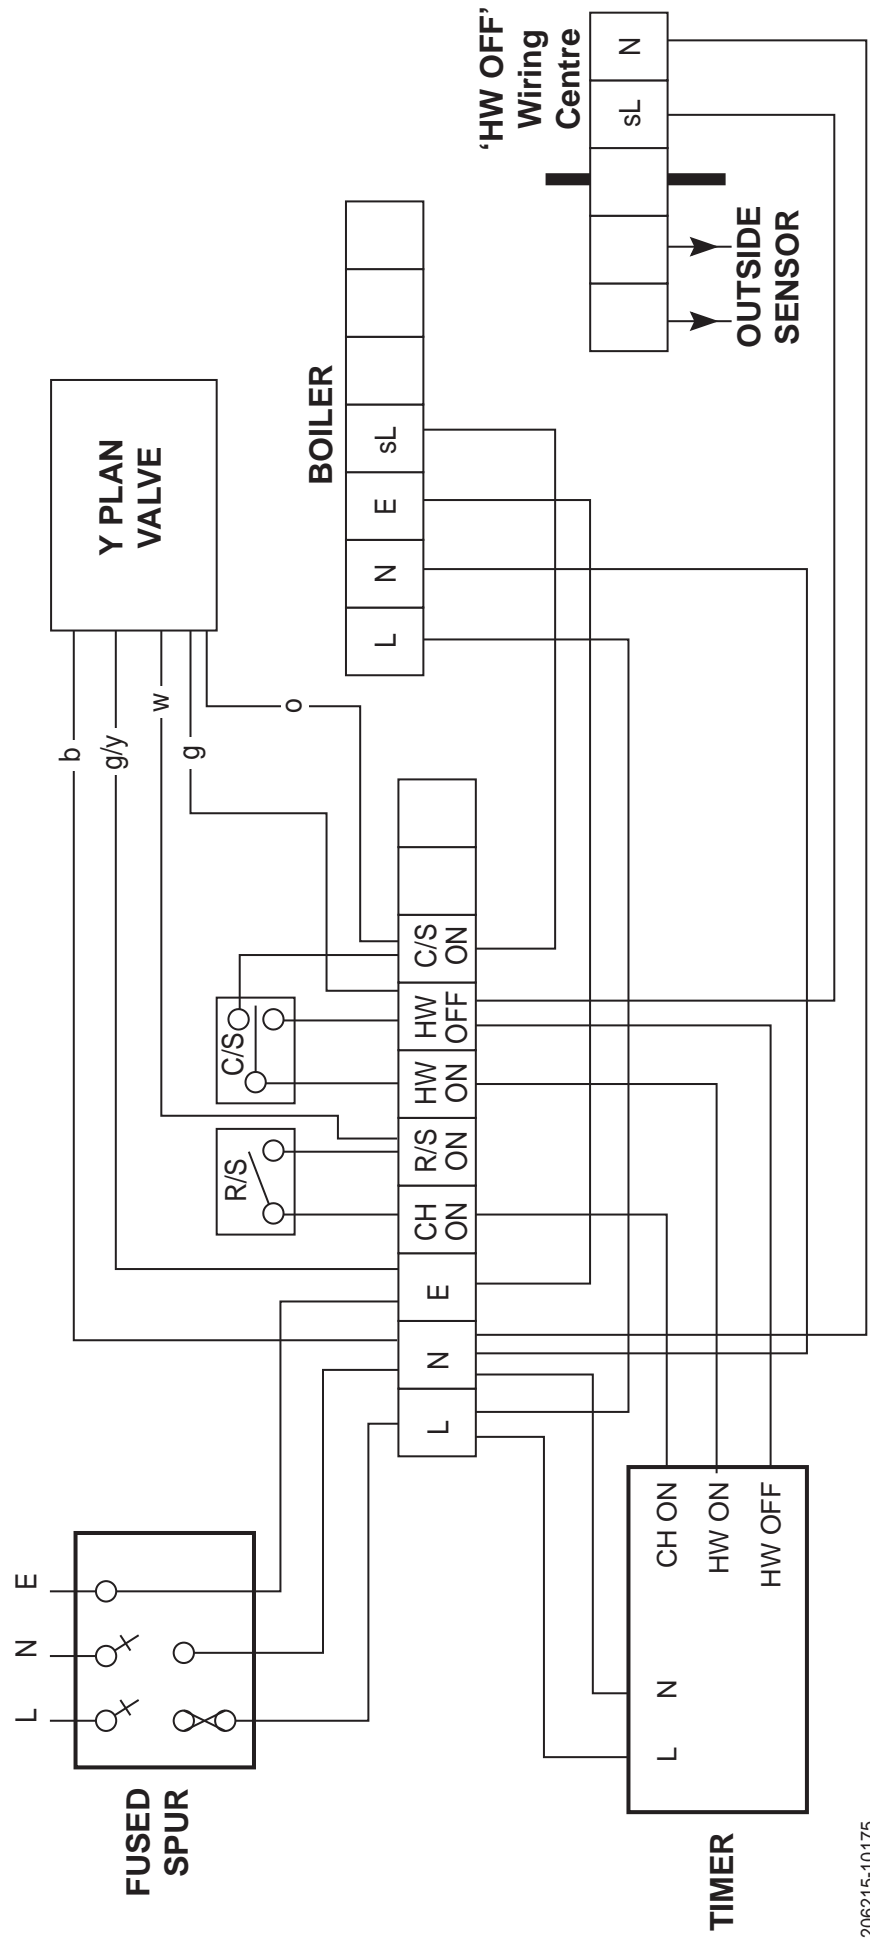 FUSED
SPUR
L
N
E
b
g/y
w
g
o
Y PLAN
VALVE
R/S
C/S
L
N
E
CH
ON
R/S
ON
HW
ON
HW
OFF
C/S
ON
BOILER
L
N
E
sL
'HW OFF'
Wiring
Centre
sL
N
OUTSIDE
SENSOR
TIMER
L
N
CH ON
HW ON
HW OFF
206215-10175